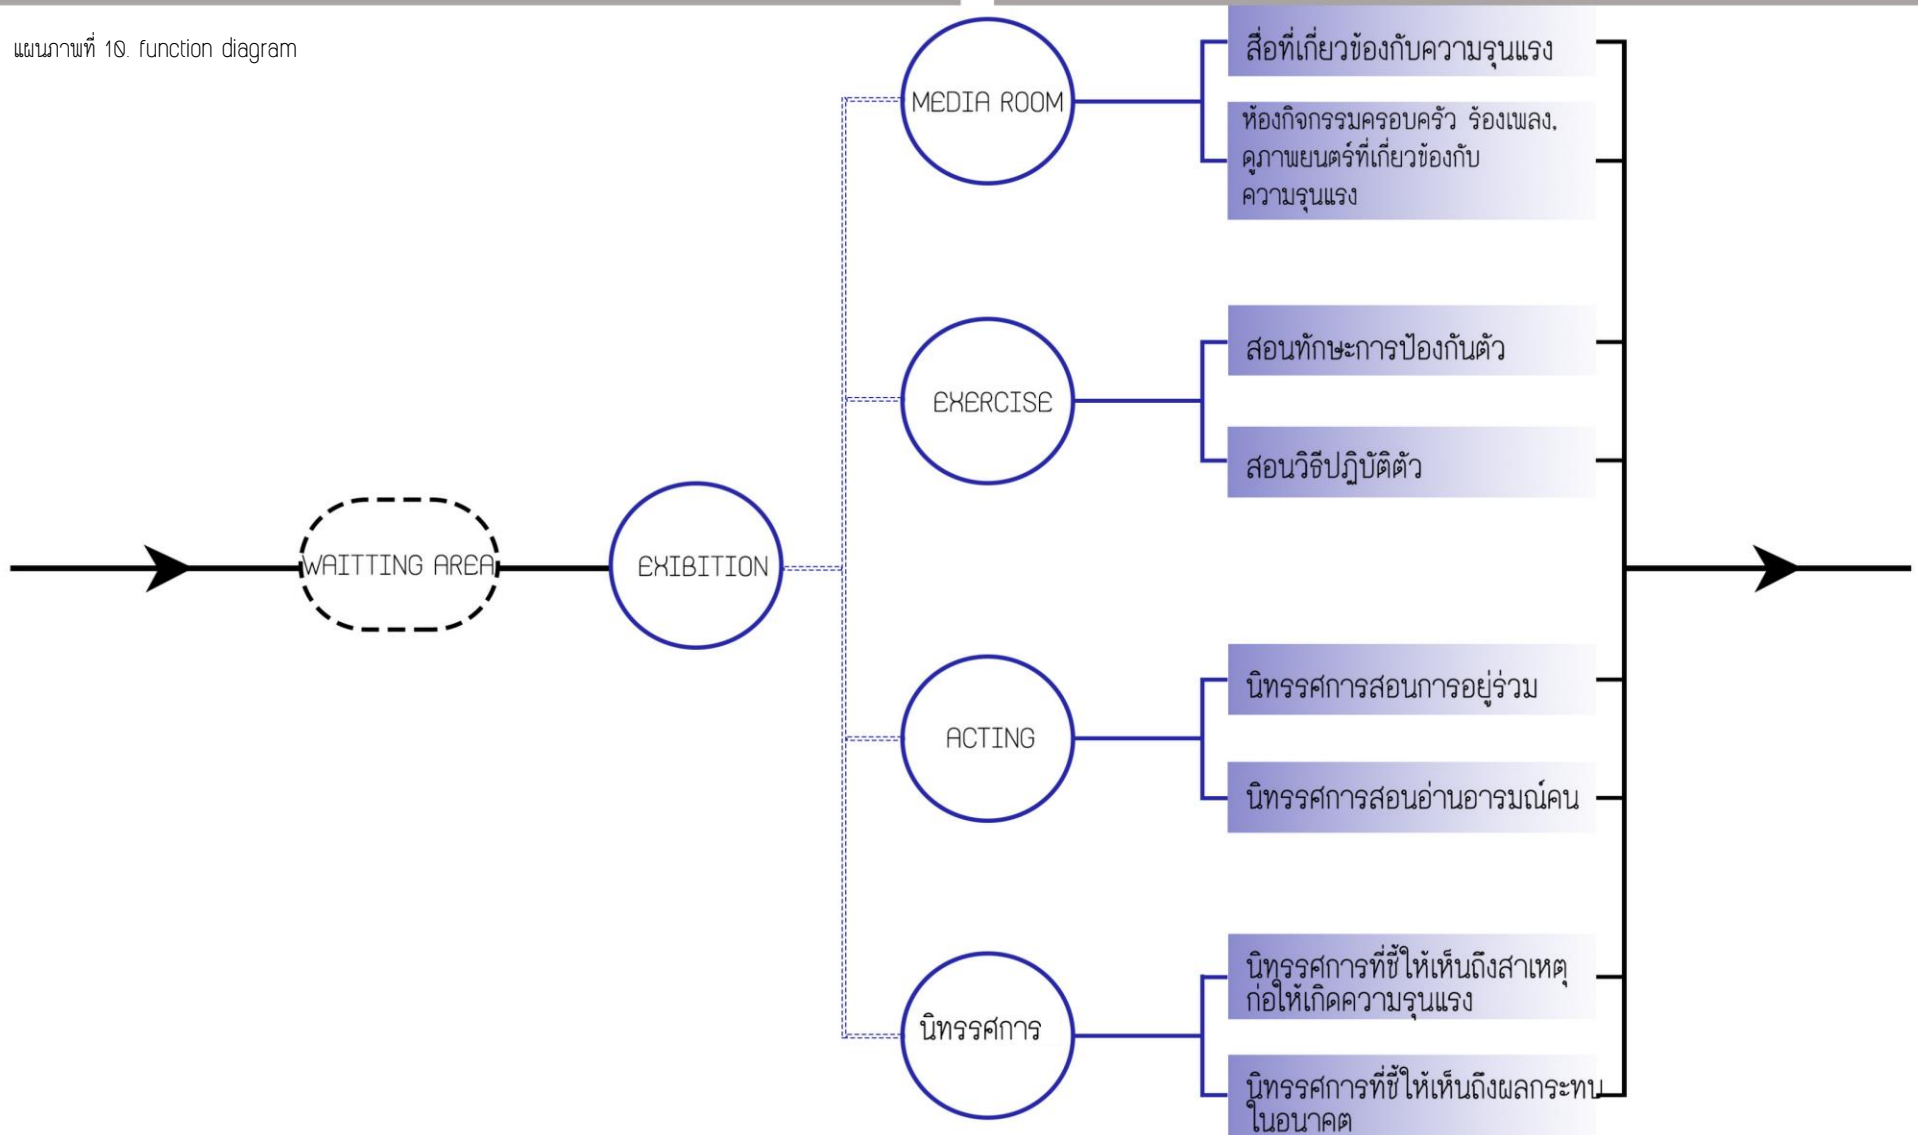 แผนภาพที่ 10. function diagram
MEDIA ROOM
สื่อที่เกี่ยวข้องกับความรุนแรง
ห้องกิจกรรมครอบครัว ร้องเพลง,
ดูภาพยนตร์ที่เกี่ยวข้องกับ
ความรุนแรง
EXERCISE
สอนทักษะการป้องกันตัว
สอนวิธีปฏิบัติตัว
WAITTING AREA
EXIBITION
ACTING
นิทรรศการสอนการอยู่ร่วม
นิทรรศการสอนอ่านอารมณ์คน
นิทรรศการ
นิทรรศการที่ชี้ให้เห็นถึงสาเหตุ
ก่อให้เกิดความรุนแรง
นิทรรศการที่ชี้ให้เห็นถึงผลกระทบ
ในอนาคต